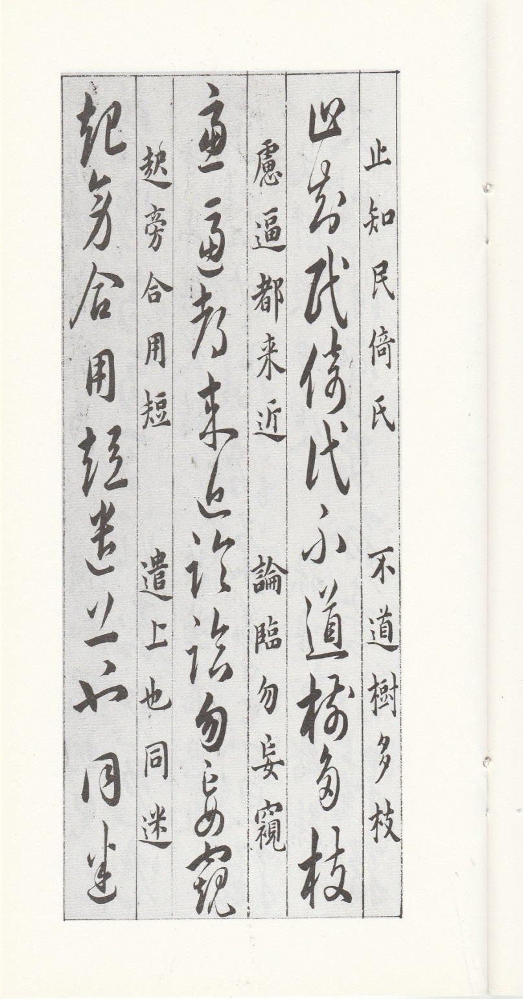 止知民倚氏 不道樹多枝
止知民倚氏不道樹多枝
慮逼都来近 論臨勿妄窺
慮逼都来近論臨勿妄窺
起旁合用短 遣上也同迷
起旁合用短遣上也同迷